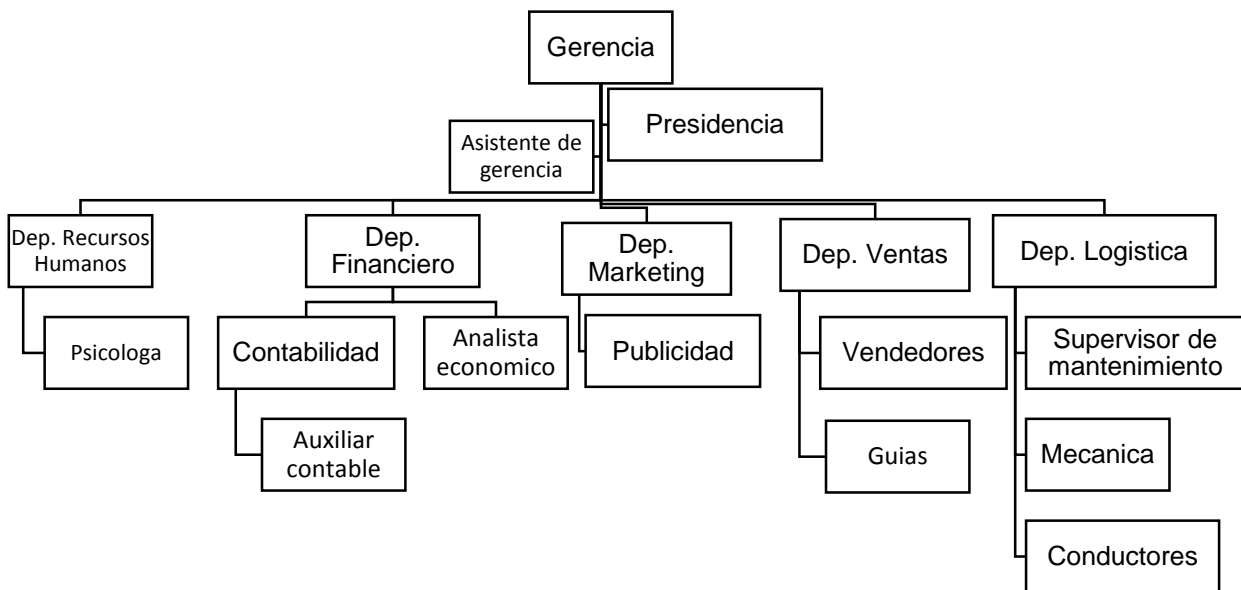 Gerencia
Presidencia
Asistente de
gerencia
Dep. Recursos
Humanos
Dep.
Financiero
Dep.
Marketing
Dep. Ventas
Dep. Logistica
Psicologa
Contabilidad
Analista
economico
Publicidad
Vendedores
Supervisor de
mantenimiento
Auxiliar
contable
Guias
Mecanica
Conductores